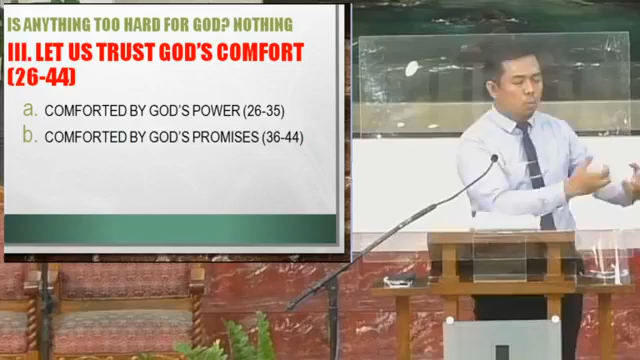 IS ANYTHING TOO HARD FOR GOD? NOTHING
III. LET US TRUST GOD'S COMFORT
(26-44)
a. COMFORTED BY GOD'S POWER (26-35)
b. COMFORTED BY GOD'S PROMISES (36-44)